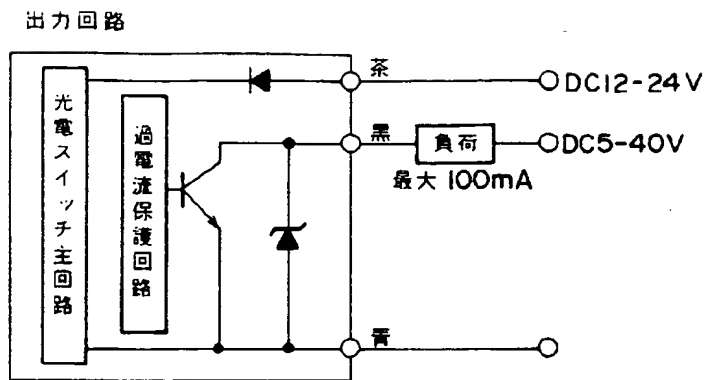 出力回路
茶
DC12-24V
光電スイッチ主回路
過電流保護回路
黒
負荷
DC5-40V
最大 100mA
青